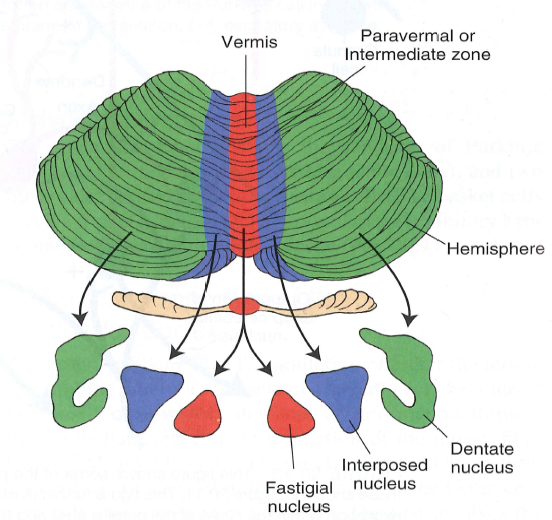 Vermis
Paravermal or
Intermediate zone
Hemisphere
Dentate
nucleus
Interposed
nucleus
Fastigial
nucleus